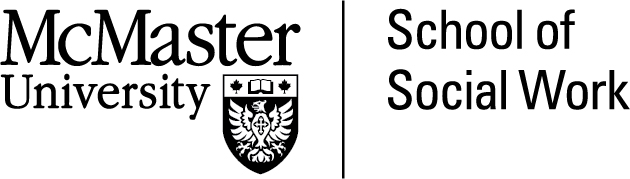 McMaster
University
School of
Social Work